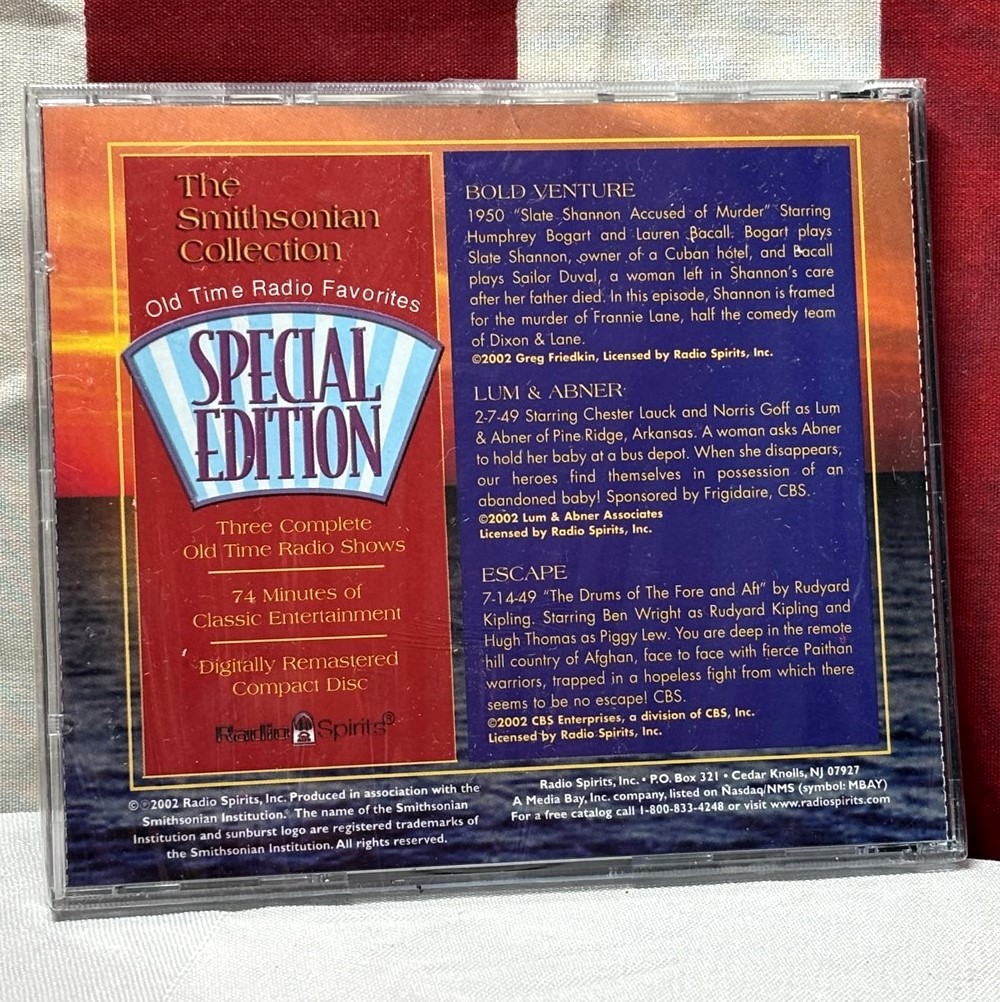 The
Smithsonian
Collection
Old Time Radio Favorites
SPECIAL
EDITION
Three Complete
Old Time Radio Shows
74 Minutes of
Classic Entertainment
Digitally Remastered
Compact Disc
Radio Spirits®
BOLD VENTURE
1950 "Slate Shannon Accused of Murder" Starring
Humphrey Bogart and Lauren Bacall. Bogart plays
Slate Shannon, owner of a Cuban hotel, and Bacall
plays Sailor Duval, a woman left in Shannon's care
after her father died. In this episode, Shannon is framed
for the murder of Frannie Lane, half the comedy team
of Dixon & Lane.
©2002 Greg Friedkin, Licensed by Radio Spirits, Inc.
LUM & ABNER
2-7-49 Starring Chester Lauck and Norris Goff as Lum
& Abner of Pine Ridge, Arkansas. A woman asks Abner
to hold her baby at a bus depot. When she disappears,
our heroes find themselves in possession of an
abandoned baby! Sponsored by Frigidaire, CBS.
©2002 Lum & Abner Associates
Licensed by Radio Spirits, Inc.
ESCAPE
7-14-49 "The Drums of The Fore and Aft" by Rudyard
Kipling. Starring Ben Wright as Rudyard Kipling and
Hugh Thomas as Piggy Lew. You are deep in the remote
hill country of Afghan, face to face with fierce Paithan
warriors, trapped in a hopeless fight from which there
seems to be no escape! CBS.
©2002 CBS Enterprises, a division of CBS, Inc.
Licensed by Radio Spirits, Inc.
©℗2002 Radio Spirits, Inc. Produced in association with the
Smithsonian Institution. The name of the Smithsonian
Institution and sunburst logo are registered trademarks of
the Smithsonian Institution. All rights reserved.
Radio Spirits, Inc. • P.O. Box 321 • Cedar Knolls, NJ 07927
A Media Bay, Inc. company, listed on Nasdaq/NMS (symbol: MBAY)
For a free catalog call 1-800-833-4248 or visit www.radiospirits.com